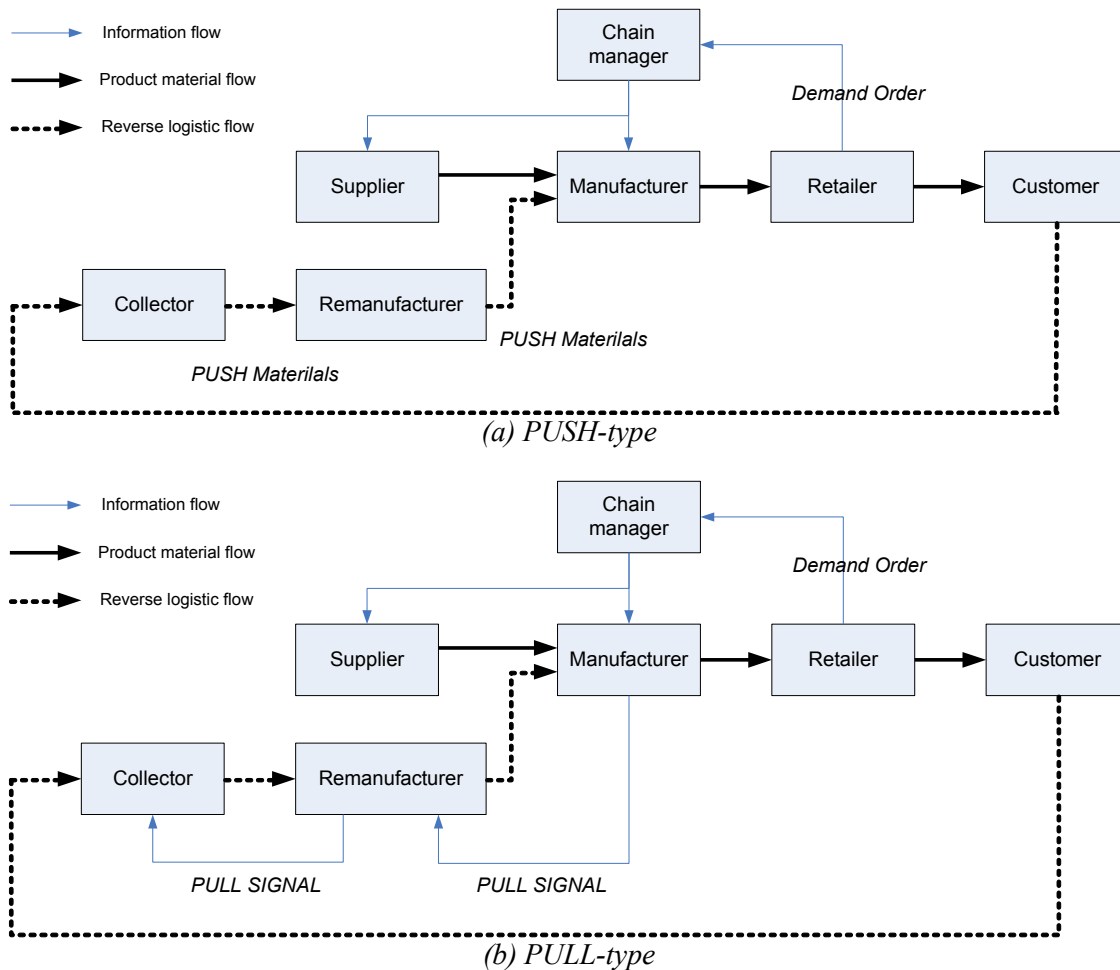 Information flow
Product material flow
Reverse logistic flow
Chain
manager
Demand Order
Supplier
Manufacturer
Retailer
Customer
Collector
Remanufacturer
PUSH Materilals
PUSH Materilals
(a) PUSH-type
Information flow
Product material flow
Reverse logistic flow
Chain
manager
Demand Order
Supplier
Manufacturer
Retailer
Customer
Collector
Remanufacturer
PULL SIGNAL
PULL SIGNAL
(b) PULL-type